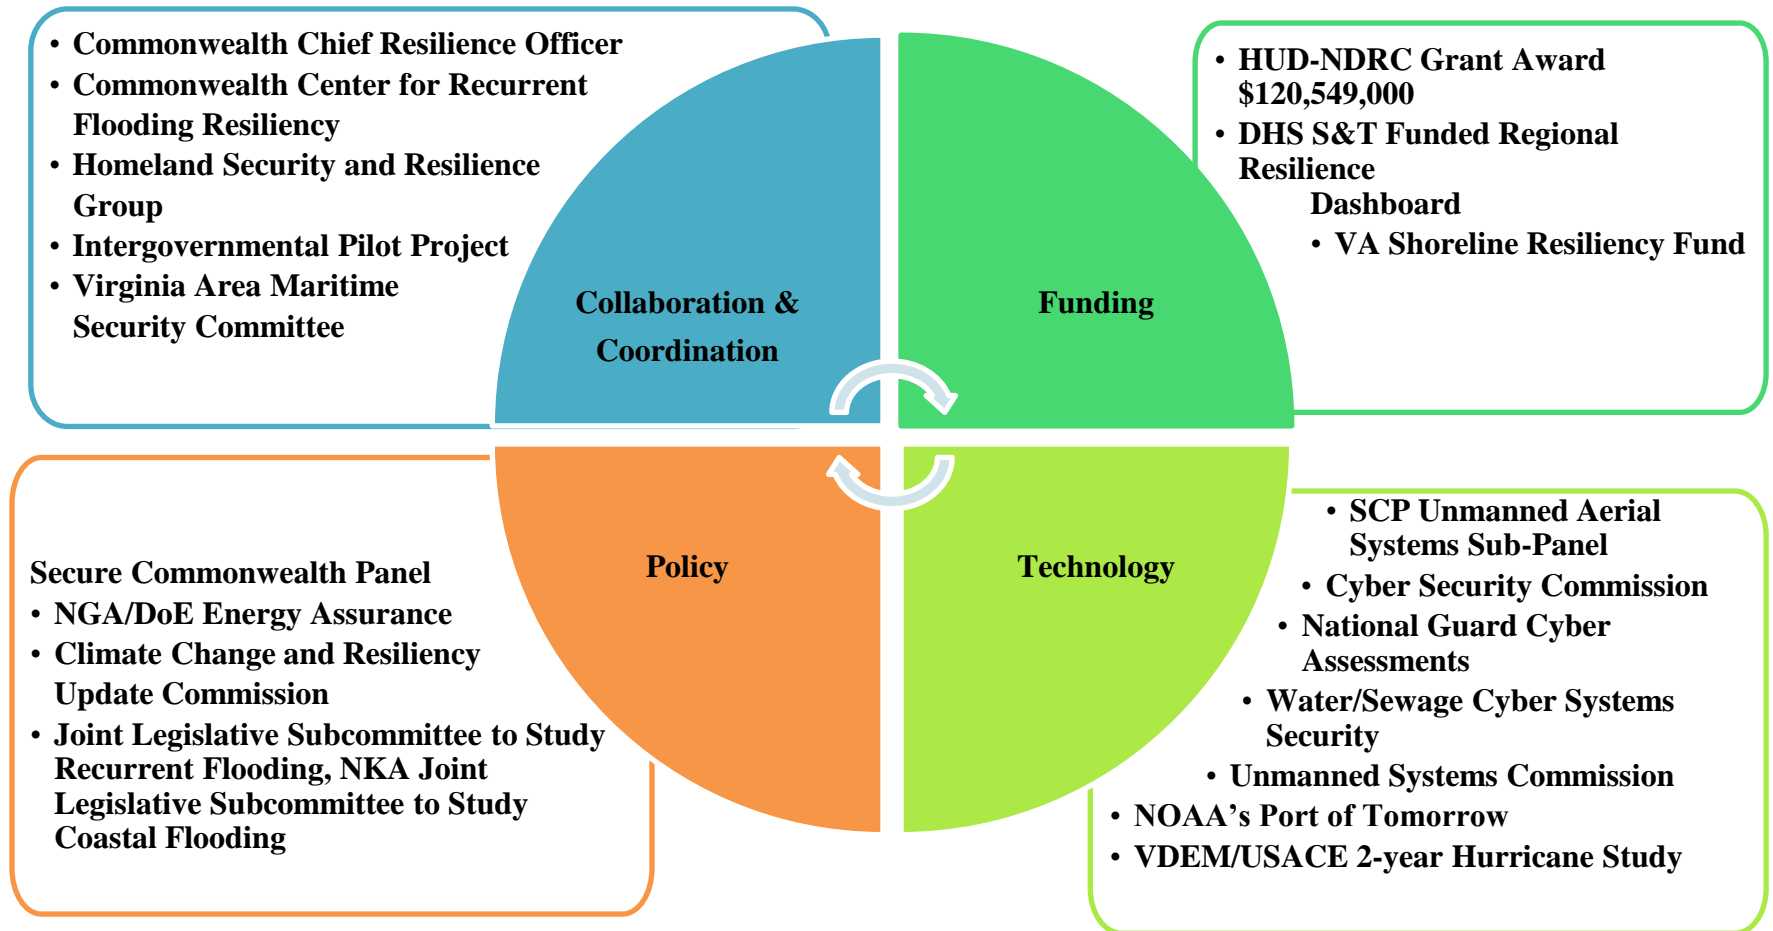 • Commonwealth Chief Resilience Officer
• Commonwealth Center for Recurrent
Flooding Resiliency
• Homeland Security and Resilience
Group
• Intergovernmental Pilot Project
• Virginia Area Maritime
Security Committee
Collaboration &
Coordination
• HUD-NDRC Grant Award
$120,549,000
• DHS S&T Funded Regional
Resilience
Dashboard
• VA Shoreline Resiliency Fund
Funding
Secure Commonwealth Panel
• NGA/DoE Energy Assurance
• Climate Change and Resiliency
Update Commission
• Joint Legislative Subcommittee to Study
Recurrent Flooding, NKA Joint
Legislative Subcommittee to Study
Coastal Flooding
Policy
Technology
• SCP Unmanned Aerial
Systems Sub-Panel
• Cyber Security Commission
• National Guard Cyber
Assessments
• Water/Sewage Cyber Systems
Security
• Unmanned Systems Commission
• NOAA’s Port of Tomorrow
• VDEM/USACE 2-year Hurricane Study